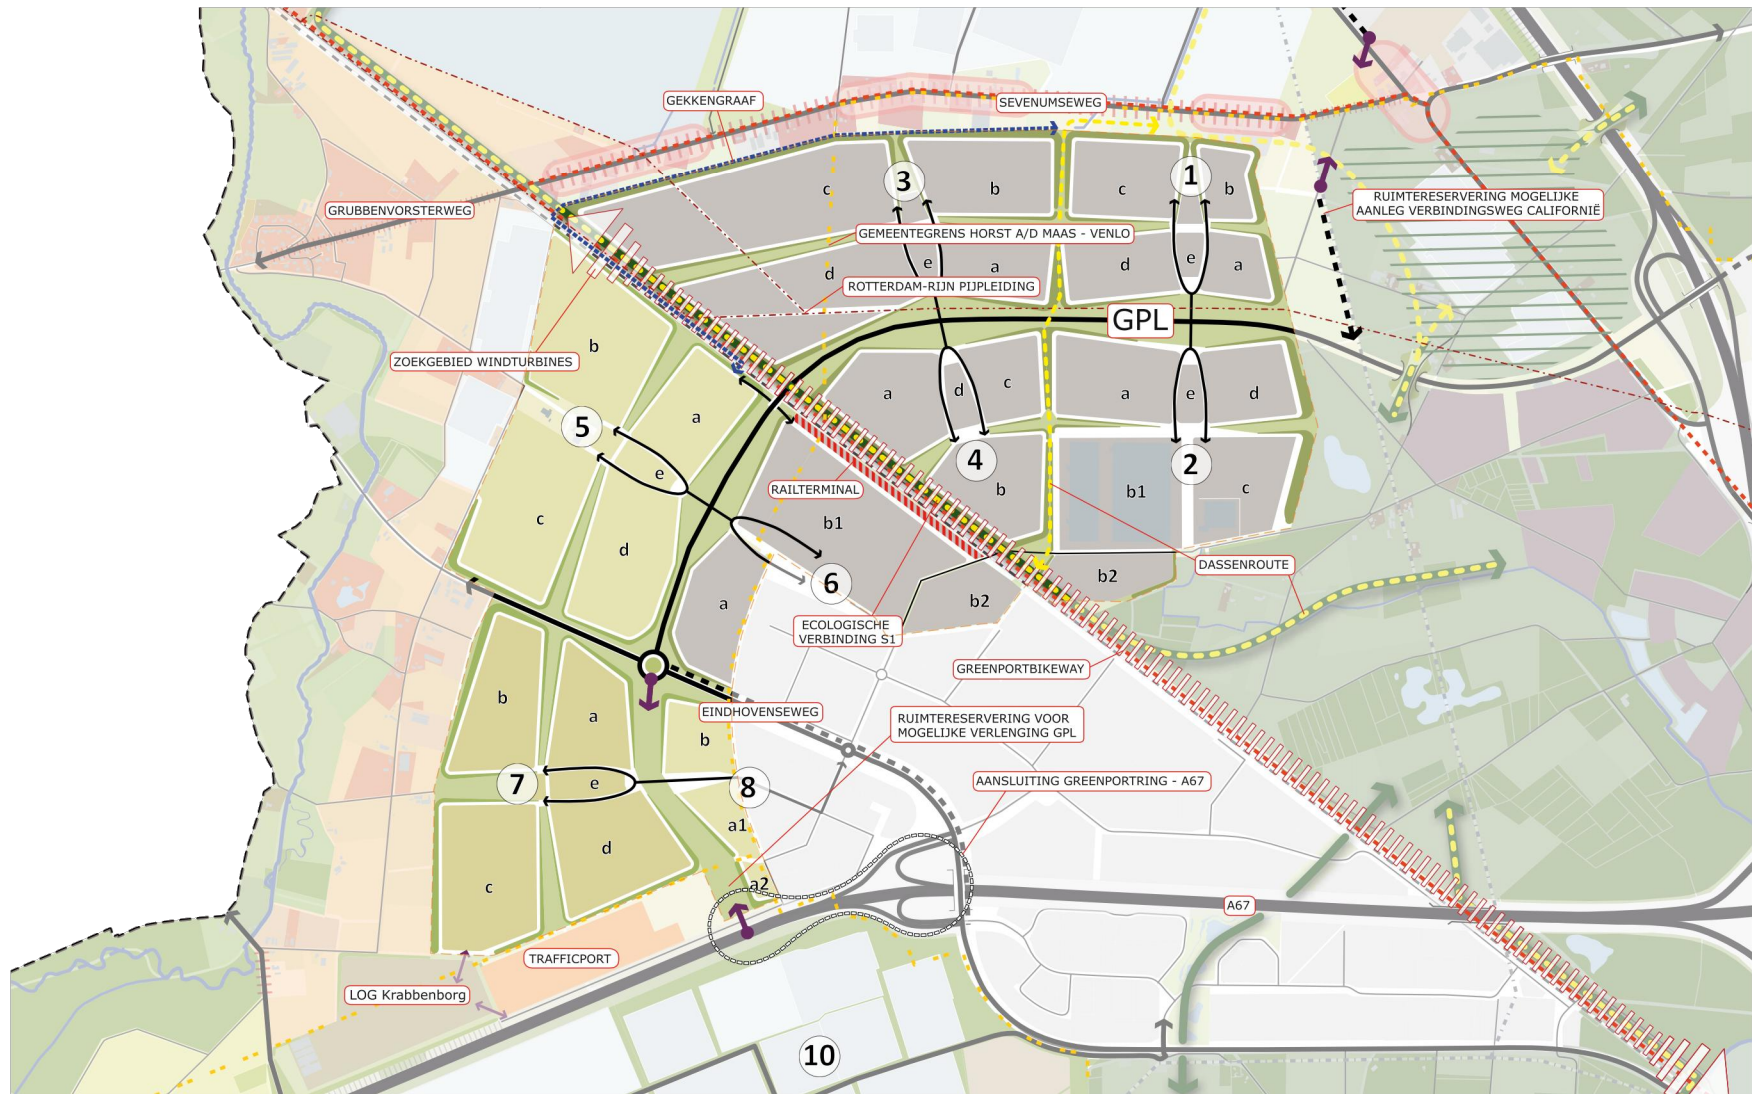 GEKKENGRAAF
SEVENUMSEWEG
GRUBBENVORSTERWEG
c
3
b
c
1
b
RUIMTERESERVERING MOGELIJKE
AANLEG VERBINDINGSWEG CALIFORNIË
GEMEENTEGRENS HORST A/D MAAS - VENLO
d
e
a
d
e
a
ROTTERDAM-RIJN PIJPLEIDING
GPL
b
ZOEKGEBIED WINDTURBINES
a
d
c
a
e
d
5
a
4
2
e
RAILTERMINAL
b
b1
c
c
b1
d
DASSENROUTE
6
b2
b2
a
ECOLOGISCHE
VERBINDING S1
GREENPORTBIKEWAY
b
a
EINDHOVENSEWEG
RUIMTERESERVERING VOOR
MOGELIJKE VERLENGING GPL
b
7
e
8
AANSLUITING GREENPORTRING - A67
a1
d
c
a2
A67
TRAFFICPORT
LOG Krabbenborg
10